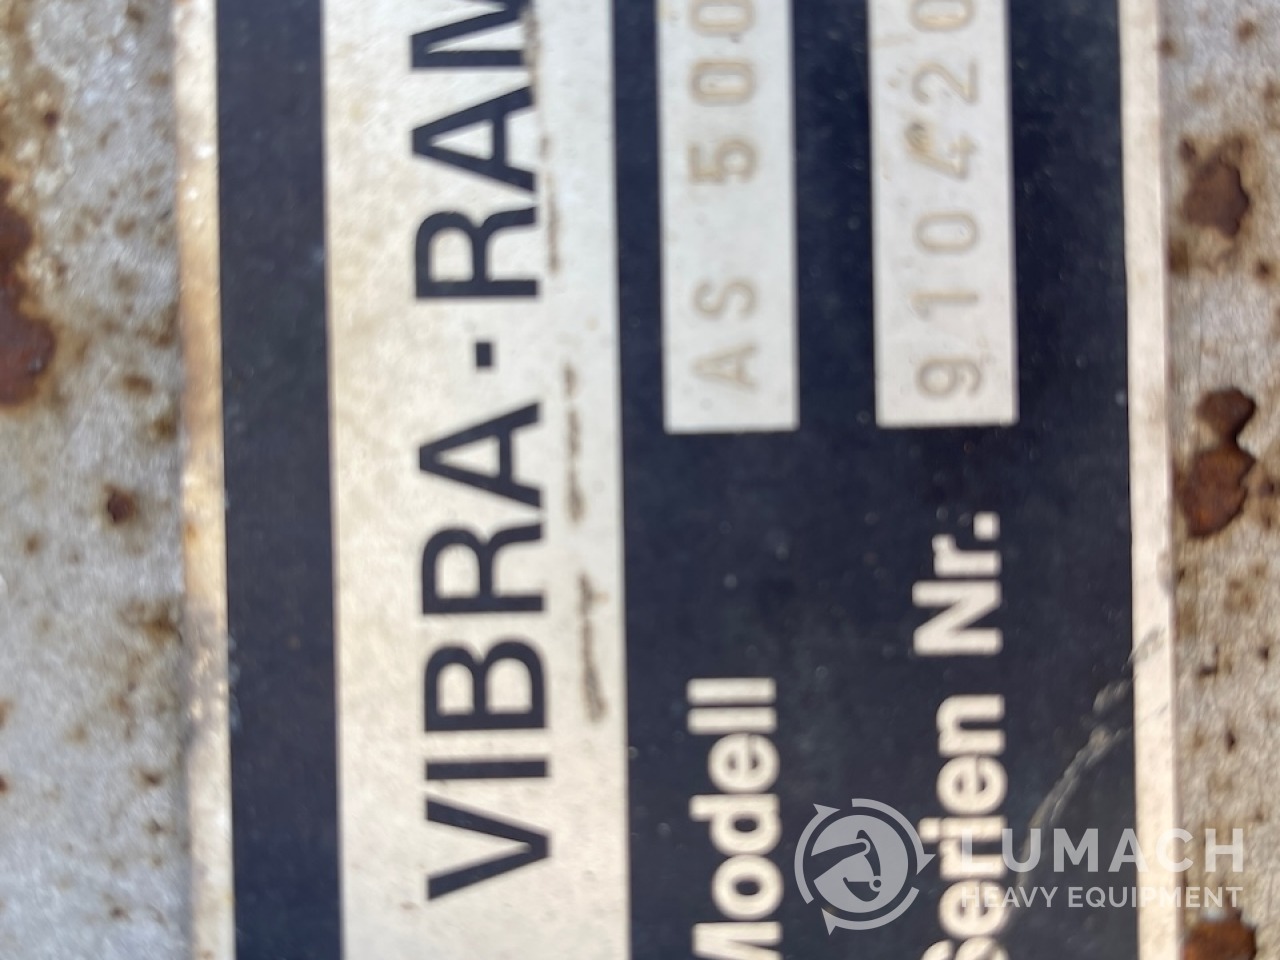 VIBRA - RAM
Modell AS 500
Serien Nr. 910420
LUMACH
HEAVY EQUIPMENT